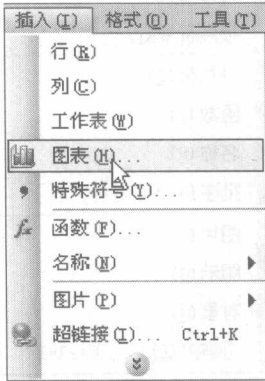 插入(I) 格式(O) 工具(T)
行(R)
列(C)
工作表(W)
图表(H)...
特殊符号(Y)...
fx 函数(F)...
名称(N)
图片(P)
超链接(I)... Ctrl+K